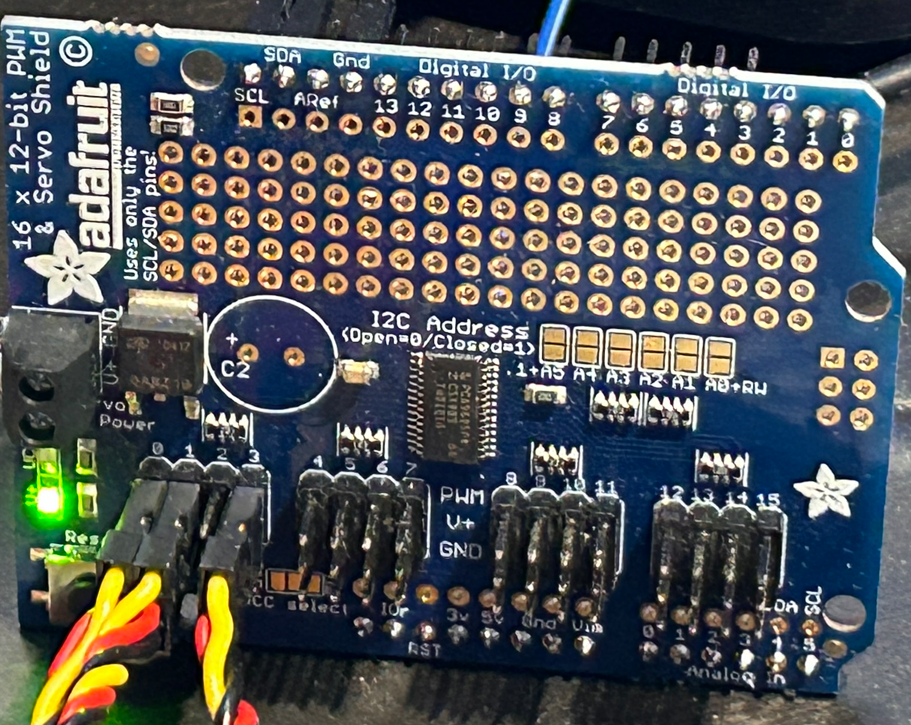 16 x 12-bit PWM
& Servo Shield
©
adafruit
Uses only the
SCL/SDA pins!
SDA Gnd Digital I/O Digital I/O
SCL ARef 13 12 11 10 9 8 7 6 5 4 3 2 1 0
I2C Address
(Open=0/Closed=1)
A5 A4 A3 A2 A1 A0+RW
+
C2
V+ GND
Power
0 1 2 3
4 5 6 7
8 9 10 11
12 13 14 15
PWM
V+
GND
Res
select
3v 5v Gnd Vin
RST
SCL
0 1 2 3 4 5
Analog In